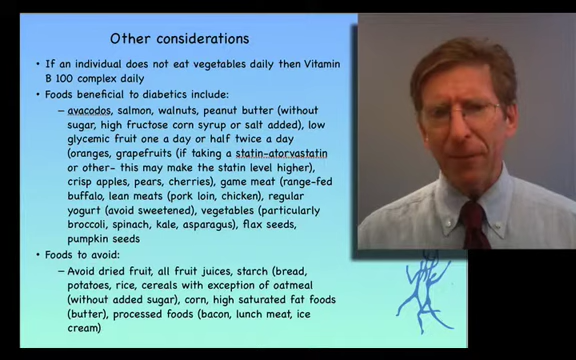 Other considerations
• If an individual does not eat vegetables daily then Vitamin
B 100 complex daily
• Foods beneficial to diabetics include:
– avacodos, salmon, walnuts, peanut butter (without
sugar, high fructose corn syrup or salt added), low
glycemic fruit one a day or half twice a day
(oranges, grapefruits (if taking a statin-atorvastatin
or other- this may make the statin level higher),
crisp apples, pears, cherries), game meat (range-fed
buffalo, lean meats (pork loin, chicken), regular
yogurt (avoid sweetened), vegetables (particularly
broccoli, spinach, kale, asparagus), flax seeds,
pumpkin seeds
• Foods to avoid:
– Avoid dried fruit, all fruit juices, starch (bread,
potatoes, rice, cereals with exception of oatmeal
(without added sugar), corn, high saturated fat foods
(butter), processed foods (bacon, lunch meat, ice
cream)